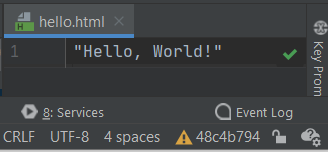 hello.html
1 "Hello, World!"
Key Prom
8: Services Event Log
CRLF UTF-8 4 spaces 48c4b794